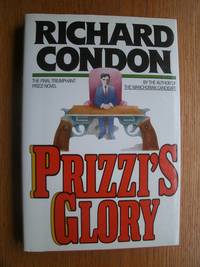 RICHARD
CONDON
THE FINAL TRIUMPHANT
PRIZZI NOVEL
BY THE AUTHOR OF
THE MANCHURIAN CANDIDATE
PRIZZI'S
GLORY